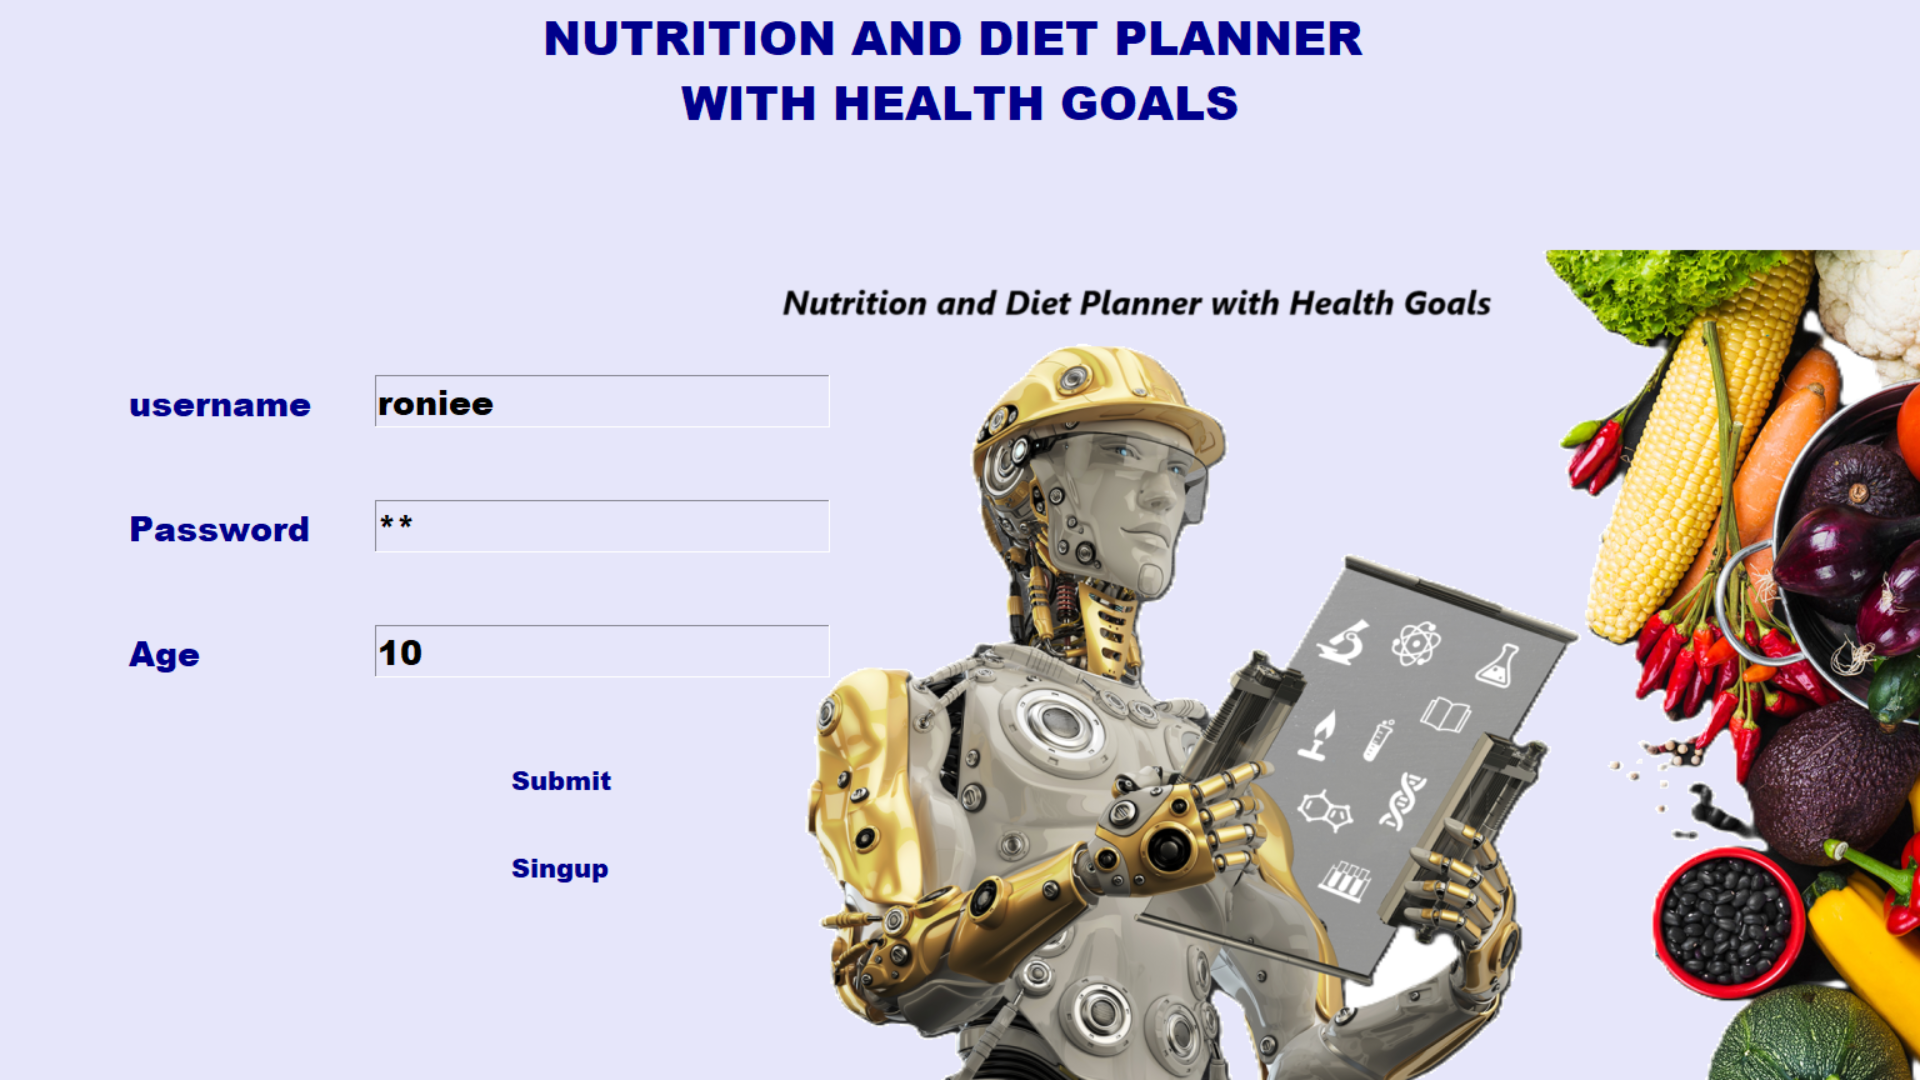 NUTRITION AND DIET PLANNER
WITH HEALTH GOALS
Nutrition and Diet Planner with Health Goals
username roniee
Password **
Age 10
Submit
Singup